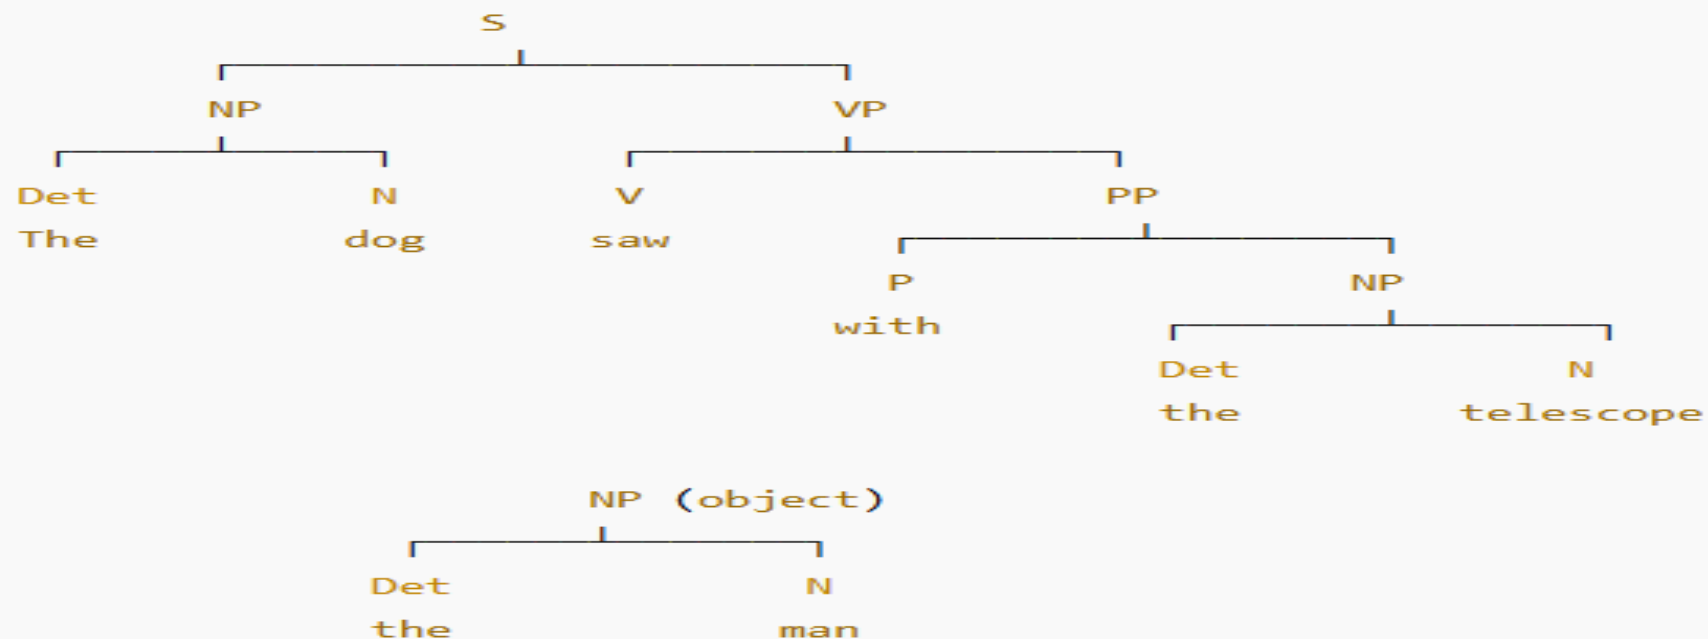 S
NP VP
Det N V PP
The dog saw
P NP
with
Det N
the telescope
NP (object)
Det N
the man